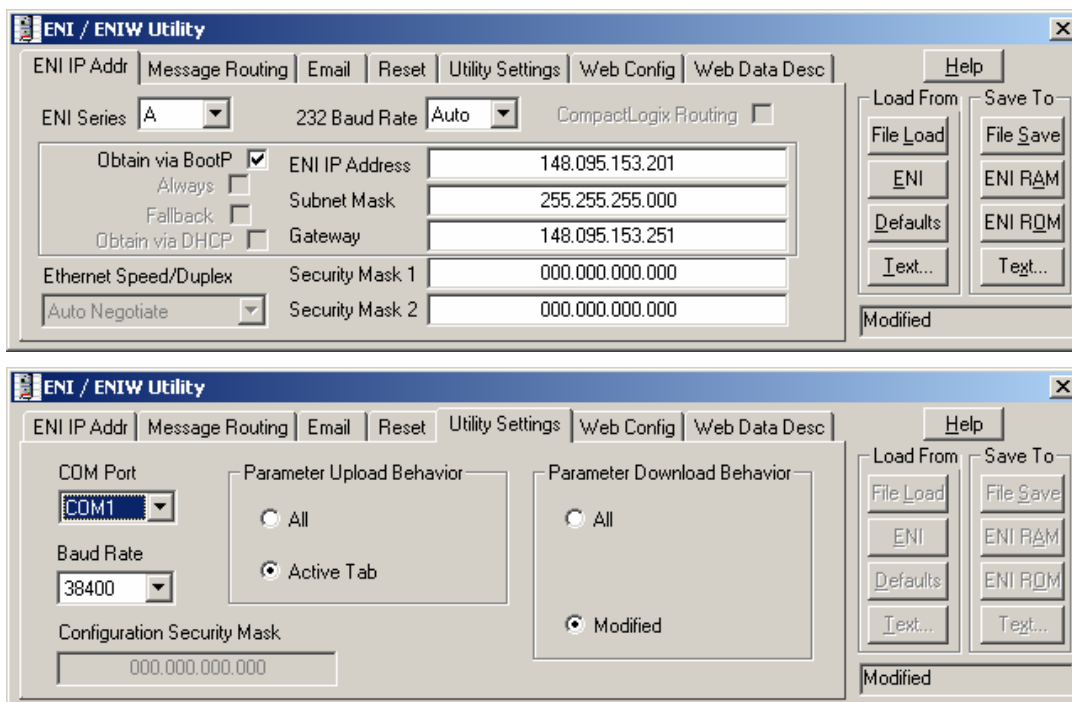 ENI / ENIW Utility
ENI IP Addr Message Routing Email Reset Utility Settings Web Config Web Data Desc Help
ENI Series A 232 Baud Rate Auto CompactLogix Routing Load From Save To
Obtain via BootP ENI IP Address 148.095.153.201 File Load File Save
Always Subnet Mask 255.255.255.000 ENI ENI RAM
Fallback
Obtain via DHCP Gateway 148.095.153.251 Defaults ENI ROM
Ethernet Speed/Duplex Security Mask 1 000.000.000.000 Text... Text...
Auto Negotiate Security Mask 2 000.000.000.000 Modified
ENI / ENIW Utility
ENI IP Addr Message Routing Email Reset Utility Settings Web Config Web Data Desc Help
COM Port Parameter Upload Behavior Parameter Download Behavior Load From Save To
COM1 All All File Load File Save
Baud Rate ENI ENI RAM
38400 Active Tab Defaults ENI ROM
Configuration Security Mask Modified Text... Text...
000.000.000.000 Modified